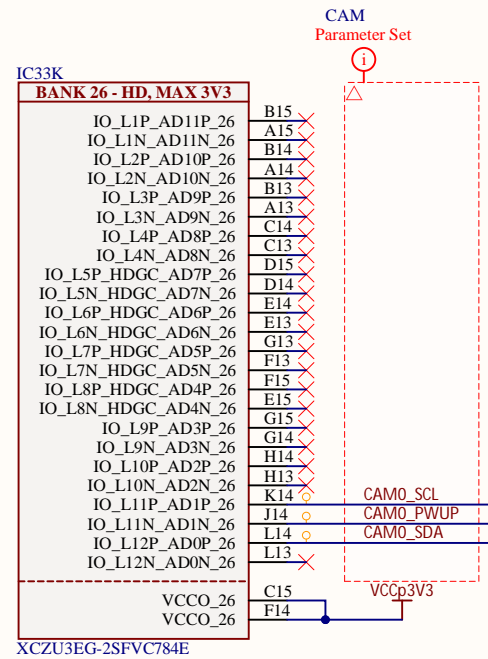 CAM
Parameter Set
i
IC33K
BANK 26 - HD, MAX 3V3
IO_L1P_AD11P_26 B15
IO_L1N_AD11N_26 A15
IO_L2P_AD10P_26 B14
IO_L2N_AD10N_26 A14
IO_L3P_AD9P_26 B13
IO_L3N_AD9N_26 A13
IO_L4P_AD8P_26 C14
IO_L4N_AD8N_26 C13
IO_L5P_HDGC_AD7P_26 D15
IO_L5N_HDGC_AD7N_26 D14
IO_L6P_HDGC_AD6P_26 E14
IO_L6N_HDGC_AD6N_26 E13
IO_L7P_HDGC_AD5P_26 G13
IO_L7N_HDGC_AD5N_26 F13
IO_L8P_HDGC_AD4P_26 F15
IO_L8N_HDGC_AD4N_26 E15
IO_L9P_AD3P_26 G15
IO_L9N_AD3N_26 G14
IO_L10P_AD2P_26 H14
IO_L10N_AD2N_26 H13
IO_L11P_AD1P_26 K14 CAM0_SCL
IO_L11N_AD1N_26 J14 CAM0_PWUP
IO_L12P_AD0P_26 L14 CAM0_SDA
IO_L12N_AD0N_26 L13
VCCO_26 C15 VCCp3V3
VCCO_26 F14
XCZU3EG-2SFVC784E